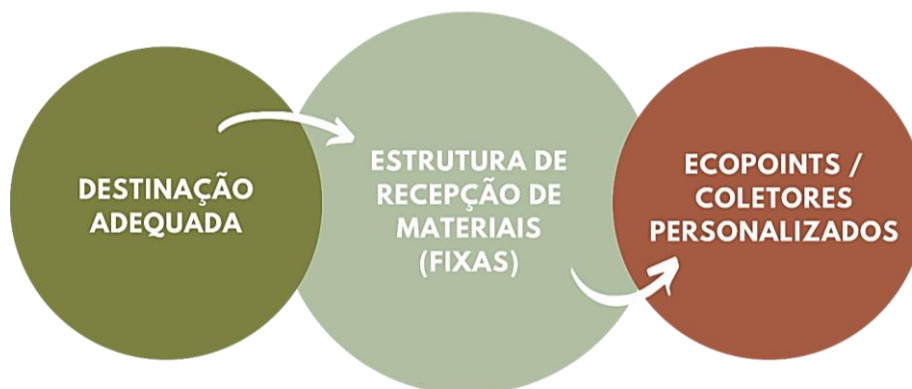 DESTINAÇÃO
ADEQUADA
ESTRUTURA DE
RECEPÇÃO DE
MATERIAIS
(FIXAS)
ECOPOINTS /
COLETORES
PERSONALIZADOS